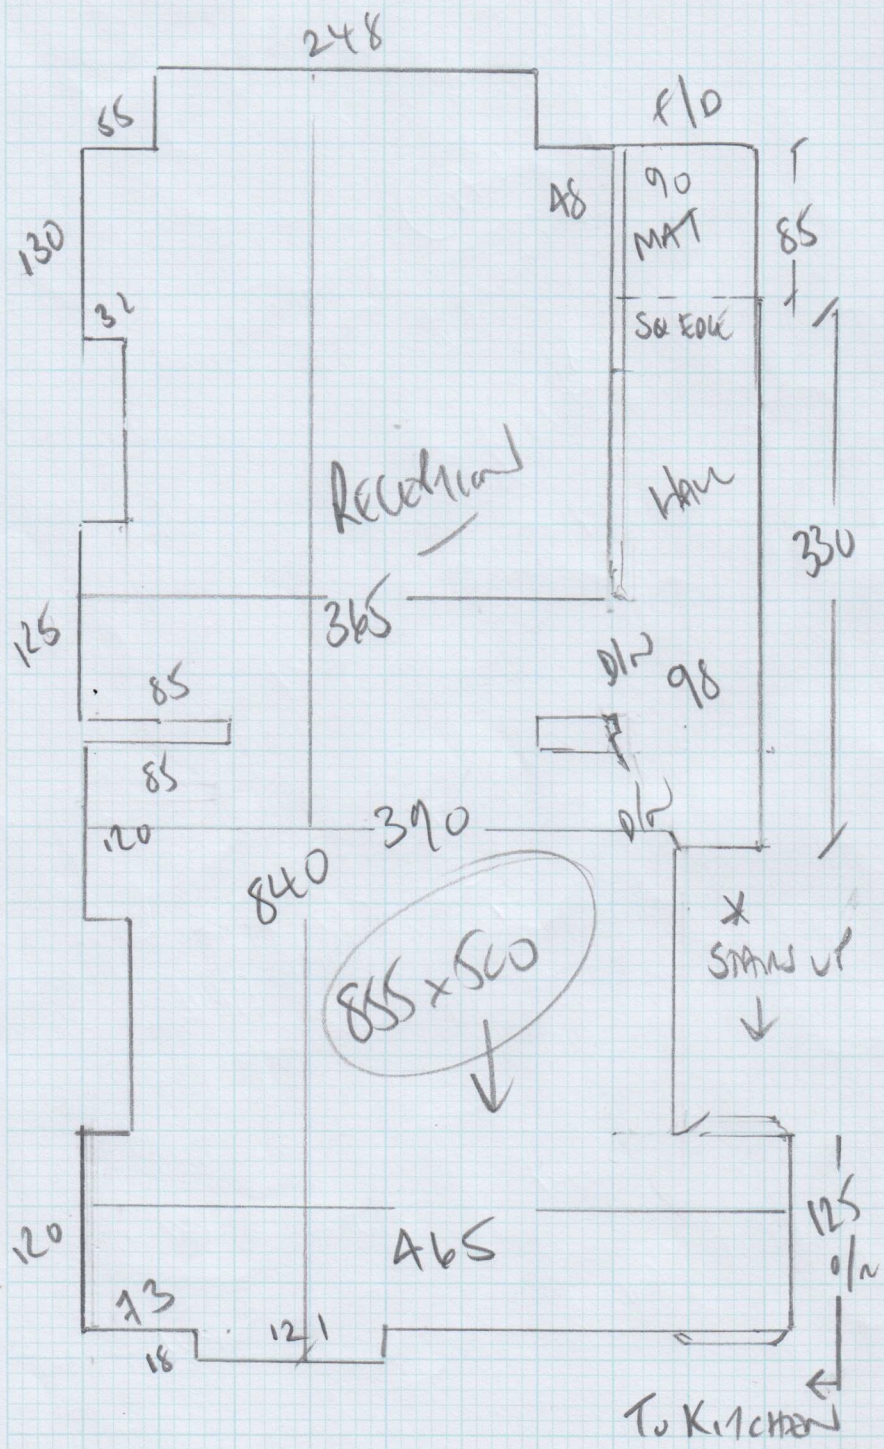 248
F/D
55
90
48
MAT
85
130
32
SQ EDGE
RECEPTION
HALL
330
365
125
D/N
98
85
85
D/N
120
390
840
X
STAIRS UP
855 x 500
125
465
120
73
121
18
TO KITCHEN